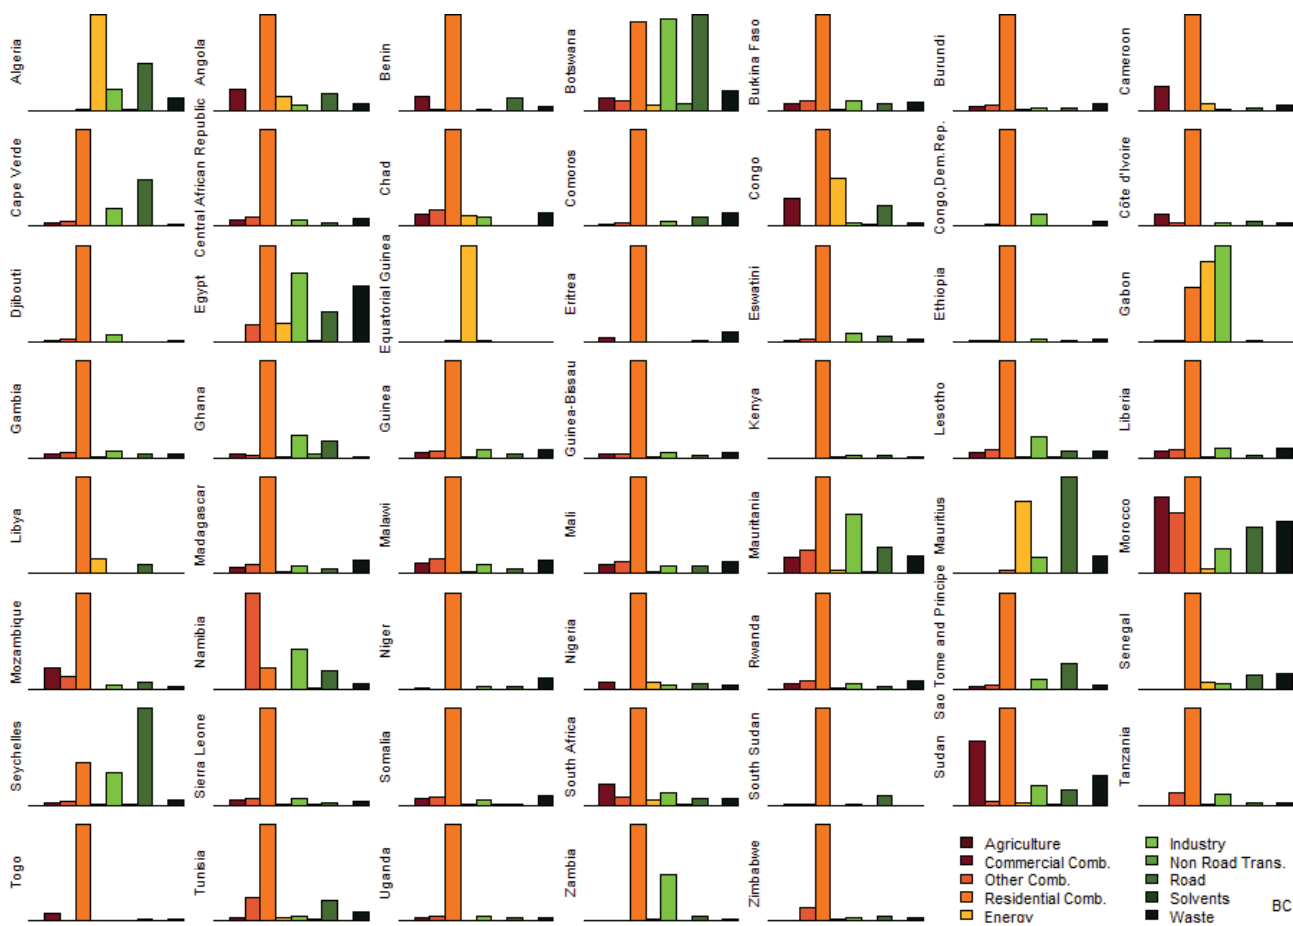 Algeria
Angola
Benin
Botswana
Burkina Faso
Burundi
Cameroon
Cape Verde
Central African Republic
Chad
Comoros
Congo
Congo,Dem.Rep.
Côte d'Ivoire
Djibouti
Egypt
Equatorial Guinea
Eritrea
Eswatini
Ethiopia
Gabon
Gambia
Ghana
Guinea
Guinea-Bissau
Kenya
Lesotho
Liberia
Libya
Madagascar
Malawi
Mali
Mauritania
Mauritius
Morocco
Mozambique
Namibia
Niger
Nigeria
Rwanda
Sao Tome and Principe
Senegal
Seychelles
Sierra Leone
Somalia
South Africa
South Sudan
Sudan
Tanzania
Togo
Tunisia
Uganda
Zambia
Zimbabwe
Agriculture
Commercial Comb.
Other Comb.
Residential Comb.
Energy
Industry
Non Road Trans.
Road
Solvents
Waste
BC